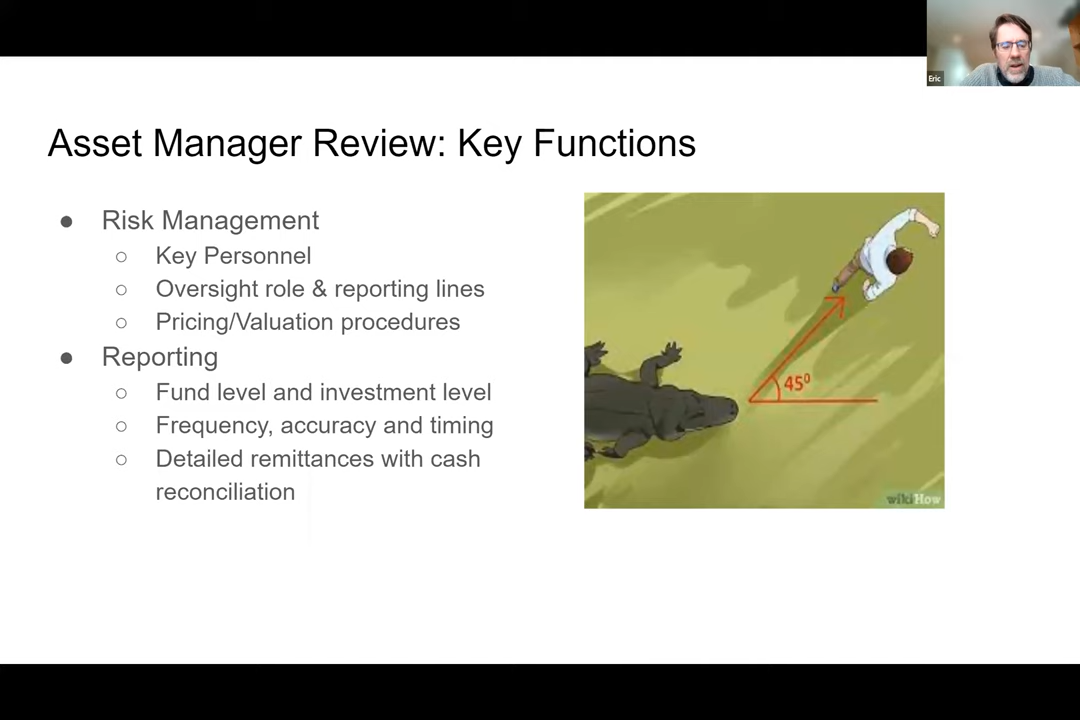 Eric
Asset Manager Review: Key Functions
● Risk Management
○ Key Personnel
○ Oversight role & reporting lines
○ Pricing/Valuation procedures
● Reporting
○ Fund level and investment level
○ Frequency, accuracy and timing
○ Detailed remittances with cash
reconciliation
45⁰
wikiHow